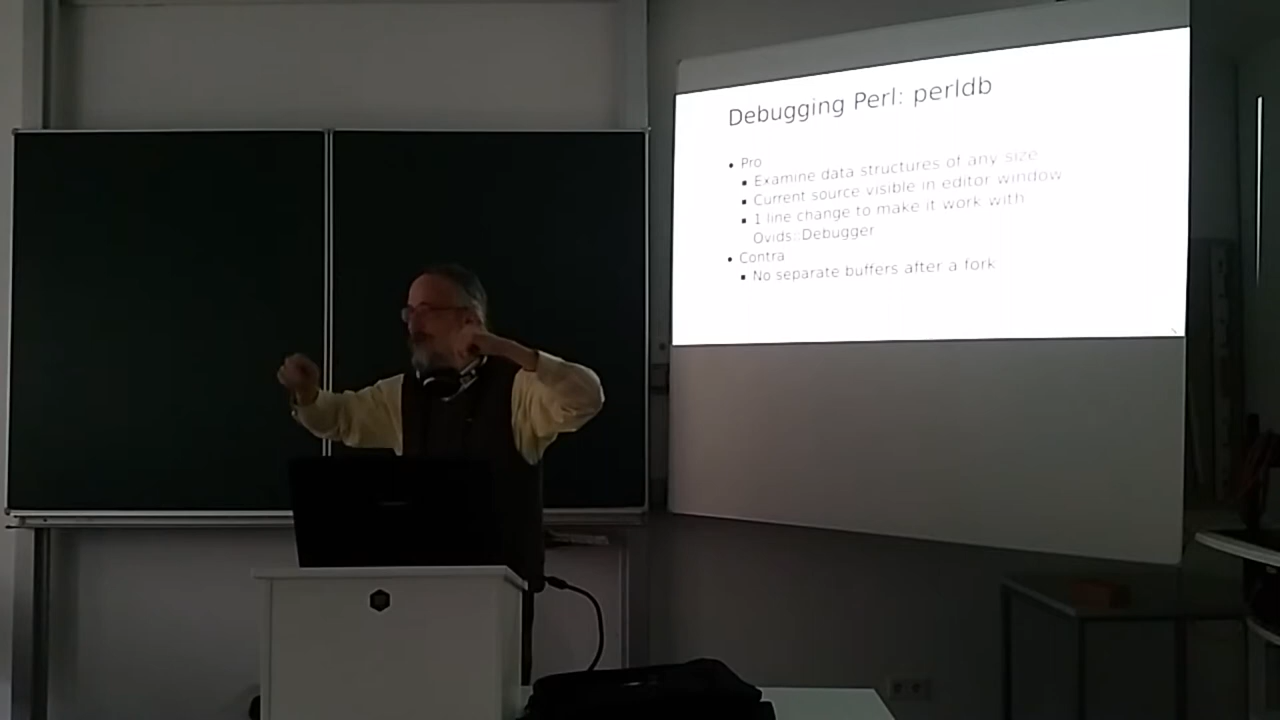 Debugging Perl: perldb
• Pro
▪ Examine data structures of any size
▪ Current source visible in editor window
▪ 1 line change to make it work with
Ovids::Debugger
• Contra
▪ No separate buffers after a fork